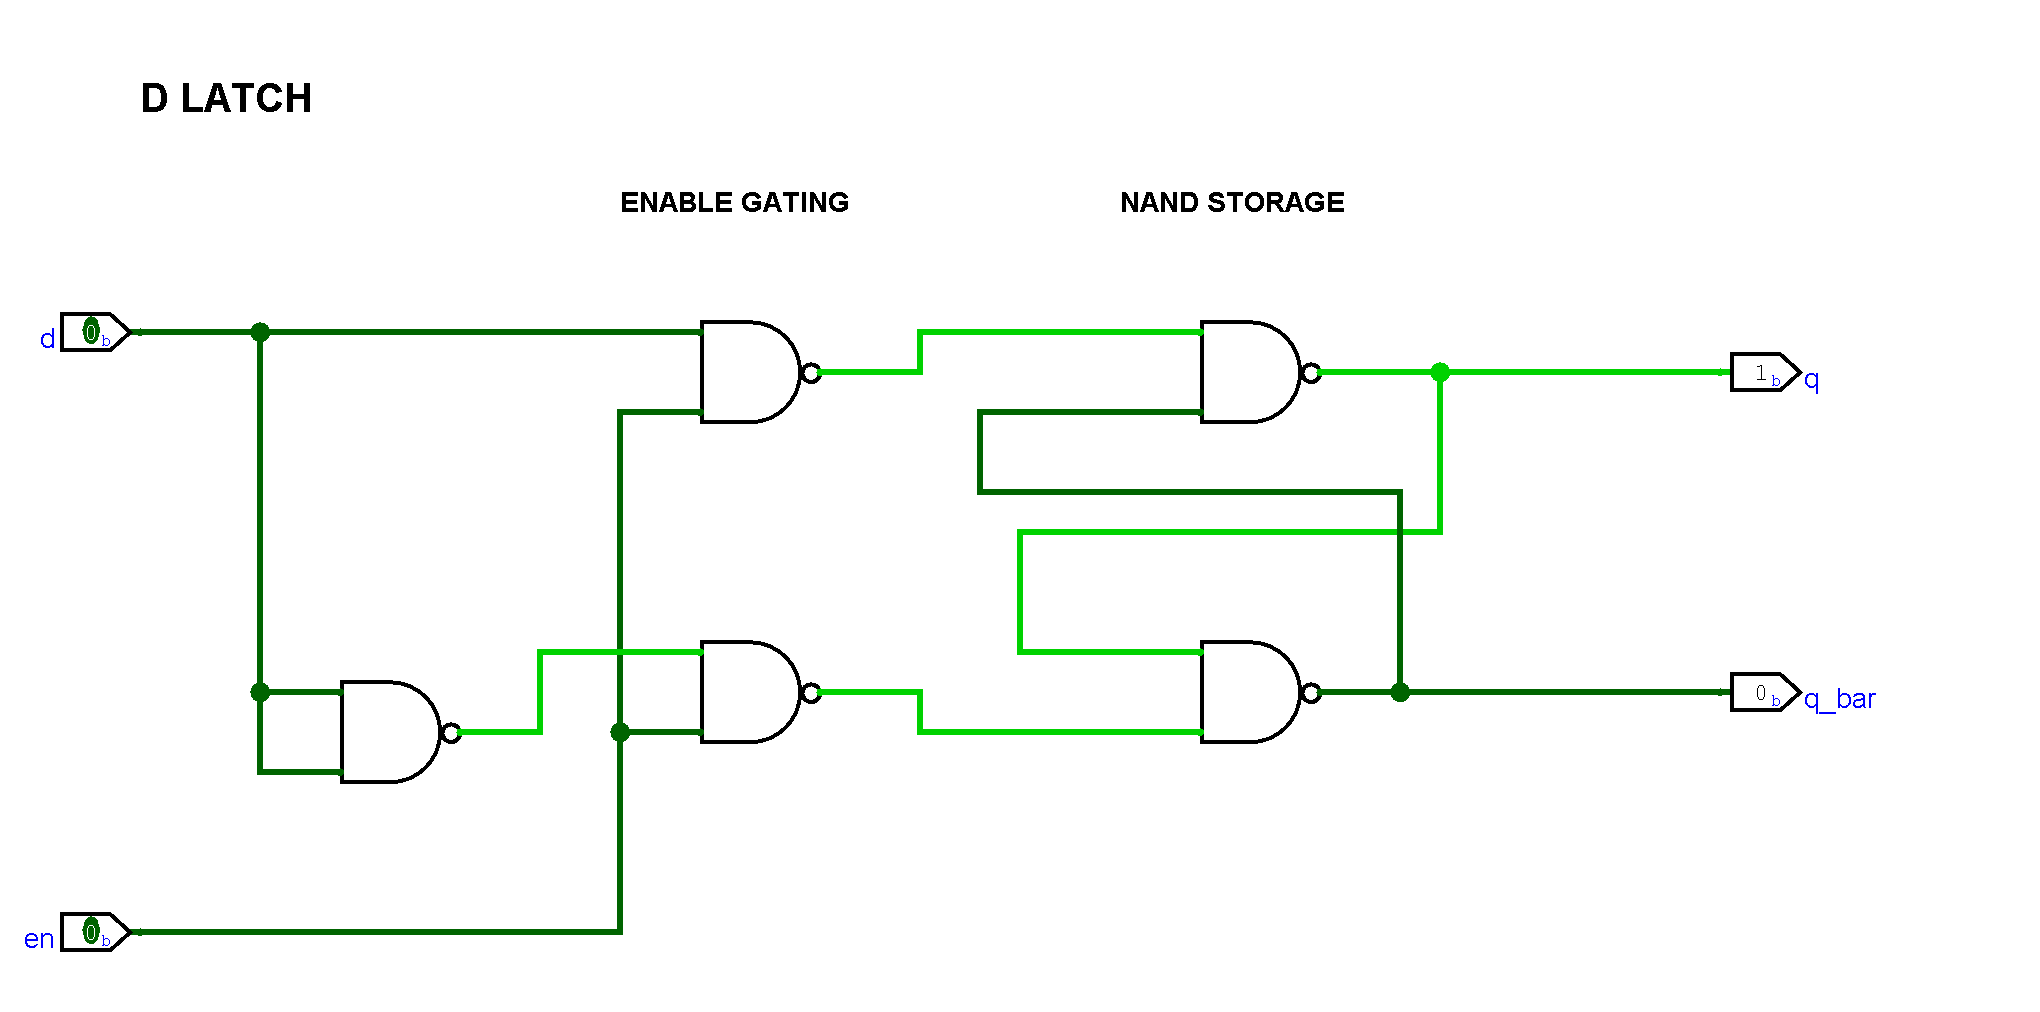 D LATCH
ENABLE GATING
NAND STORAGE
d 0b
1b q
0b q_bar
en 0b